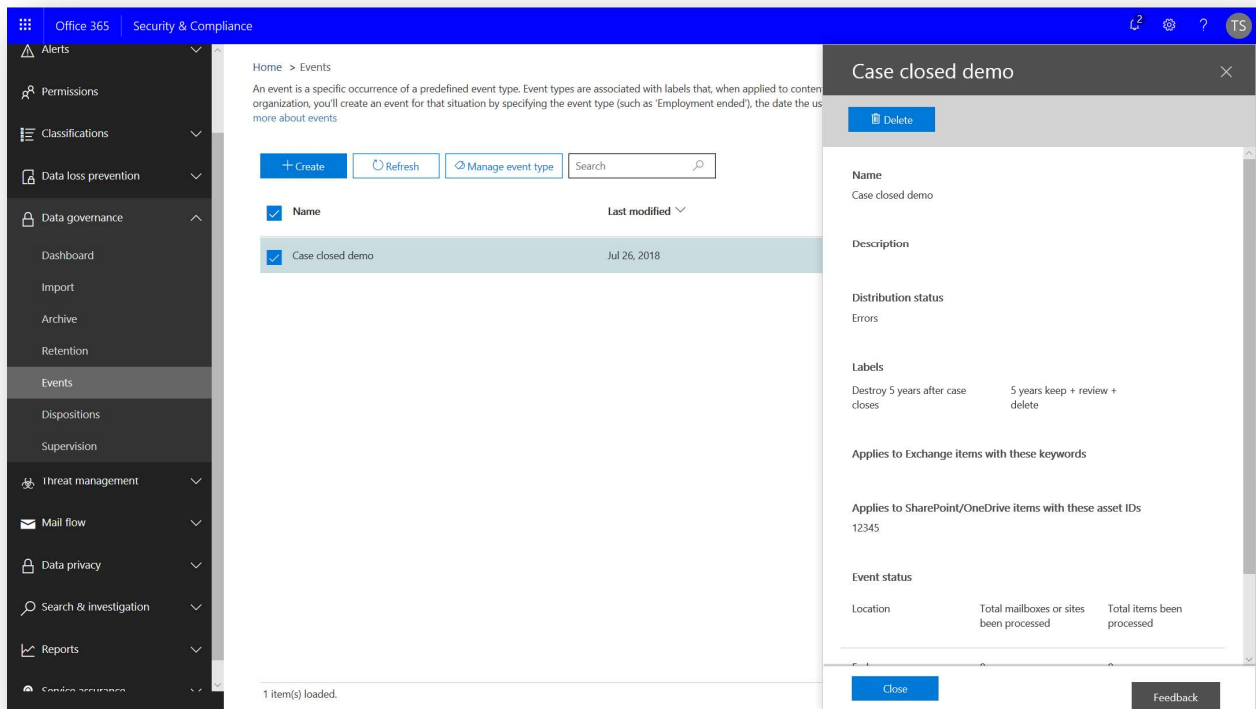 Office 365
Security & Compliance
2
?
TS
Alerts
Permissions
Classifications
Data loss prevention
Data governance
Dashboard
Import
Archive
Retention
Events
Dispositions
Supervision
Threat management
Mail flow
Data privacy
Search & investigation
Reports
Service assurance
Home > Events
An event is a specific occurrence of a predefined event type. Event types are associated with labels that, when applied to conten
organization, you'll create an event for that situation by specifying the event type (such as 'Employment ended'), the date the us
more about events
+ Create
Refresh
Manage event type
Search
Name
Last modified
Case closed demo
Jul 26, 2018
1 item(s) loaded.
Case closed demo
Delete
Name
Case closed demo
Description
Distribution status
Errors
Labels
Destroy 5 years after case
closes
5 years keep + review +
delete
Applies to Exchange items with these keywords
Applies to SharePoint/OneDrive items with these asset IDs
12345
Event status
Location
Total mailboxes or sites
been processed
Total items been
processed
Close
Feedback